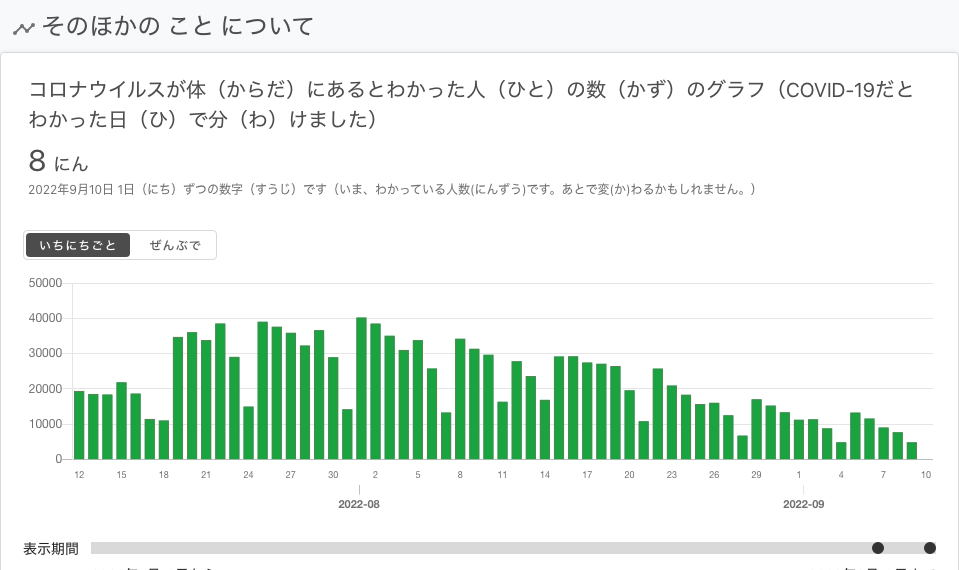 そのほかの こと について
コロナウイルスが体（からだ）にあるとわかった人（ひと）の数（かず）のグラフ（COVID-19だと
わかった日（ひ）で分（わ）けました）
8 にん
2022年9月10日 1日（にち）ずつの数字（すうじ）です（いま、わかっている人数(にんずう)です。あとで変(か)わるかもしれません。）
いちにちごと ぜんぶで
50000
40000
30000
20000
10000
0
12 15 18 21 24 27 30 2 5 8 11 14 17 20 23 26 29 1 4 7 10
2022-08 2022-09
表示期間